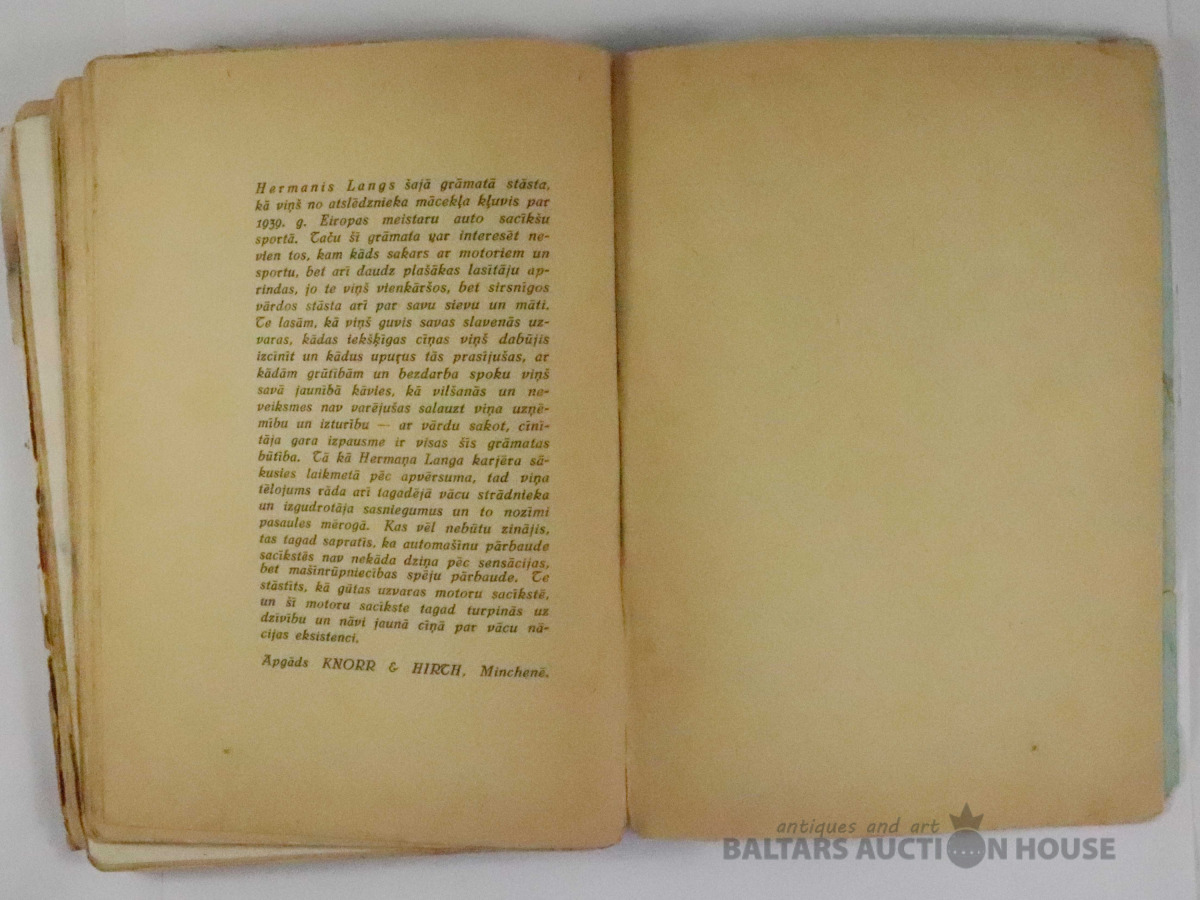 Hermanis Langs šajā grāmatā stāsta,
kā viņš no atslēdznieka mācekļa kļuvis par
1939. g. Eiropas meistaru auto sacīkšu
sportā. Taču šī grāmata var interesēt ne-
vien tos, kam kāds sakars ar motoriem un
sportu, bet arī daudz plašākas lasītāju ap-
rindas, jo te viņš vienkāršos, bet sirsnīgos
vārdos stāsta arī par savu sievu un māti.
Te lasām, kā viņš guvis savas slavenās uz-
varas, kādas iekšķīgas cīņas viņš dabūjis
izcīnīt un kādus upuŗus tās prasījušas, ar
kādām grūtībām un bezdarba spoku viņš
savā jaunībā kāvies, kā vilšanās un ne-
veiksmes nav varējušas salauzt viņa uzņē-
mību un izturību — ar vārdu sakot, cīnī-
tāja gara izpausme ir visas šīs grāmatas
būtība. Tā kā Hermaņa Langa karjēra sā-
kusies laikmetā pēc apvērsuma, tad viņa
tēlojums rāda arī tagadējā vācu strādnieka
un izgudrotāja sasniegumus un to nozīmi
pasaules mērogā. Kas vēl nebūtu zinājis,
tas tagad sapratīs, ka automašīnu pārbaude
sacīkstēs nav nekāda dziņa pēc sensācijas,
bet mašīnrūpniecības spēju pārbaude. Te
stāstīts, kā gūtas uzvaras motoru sacīkstē,
un šī motoru sacīkste tagad turpinās uz
dzīvību un nāvi jaunā cīņā par vācu nā-
cijas eksistenci.
Apgāds KNORR & HIRTH, Minchenē.
antiques and art
BALTARS AUCTION HOUSE